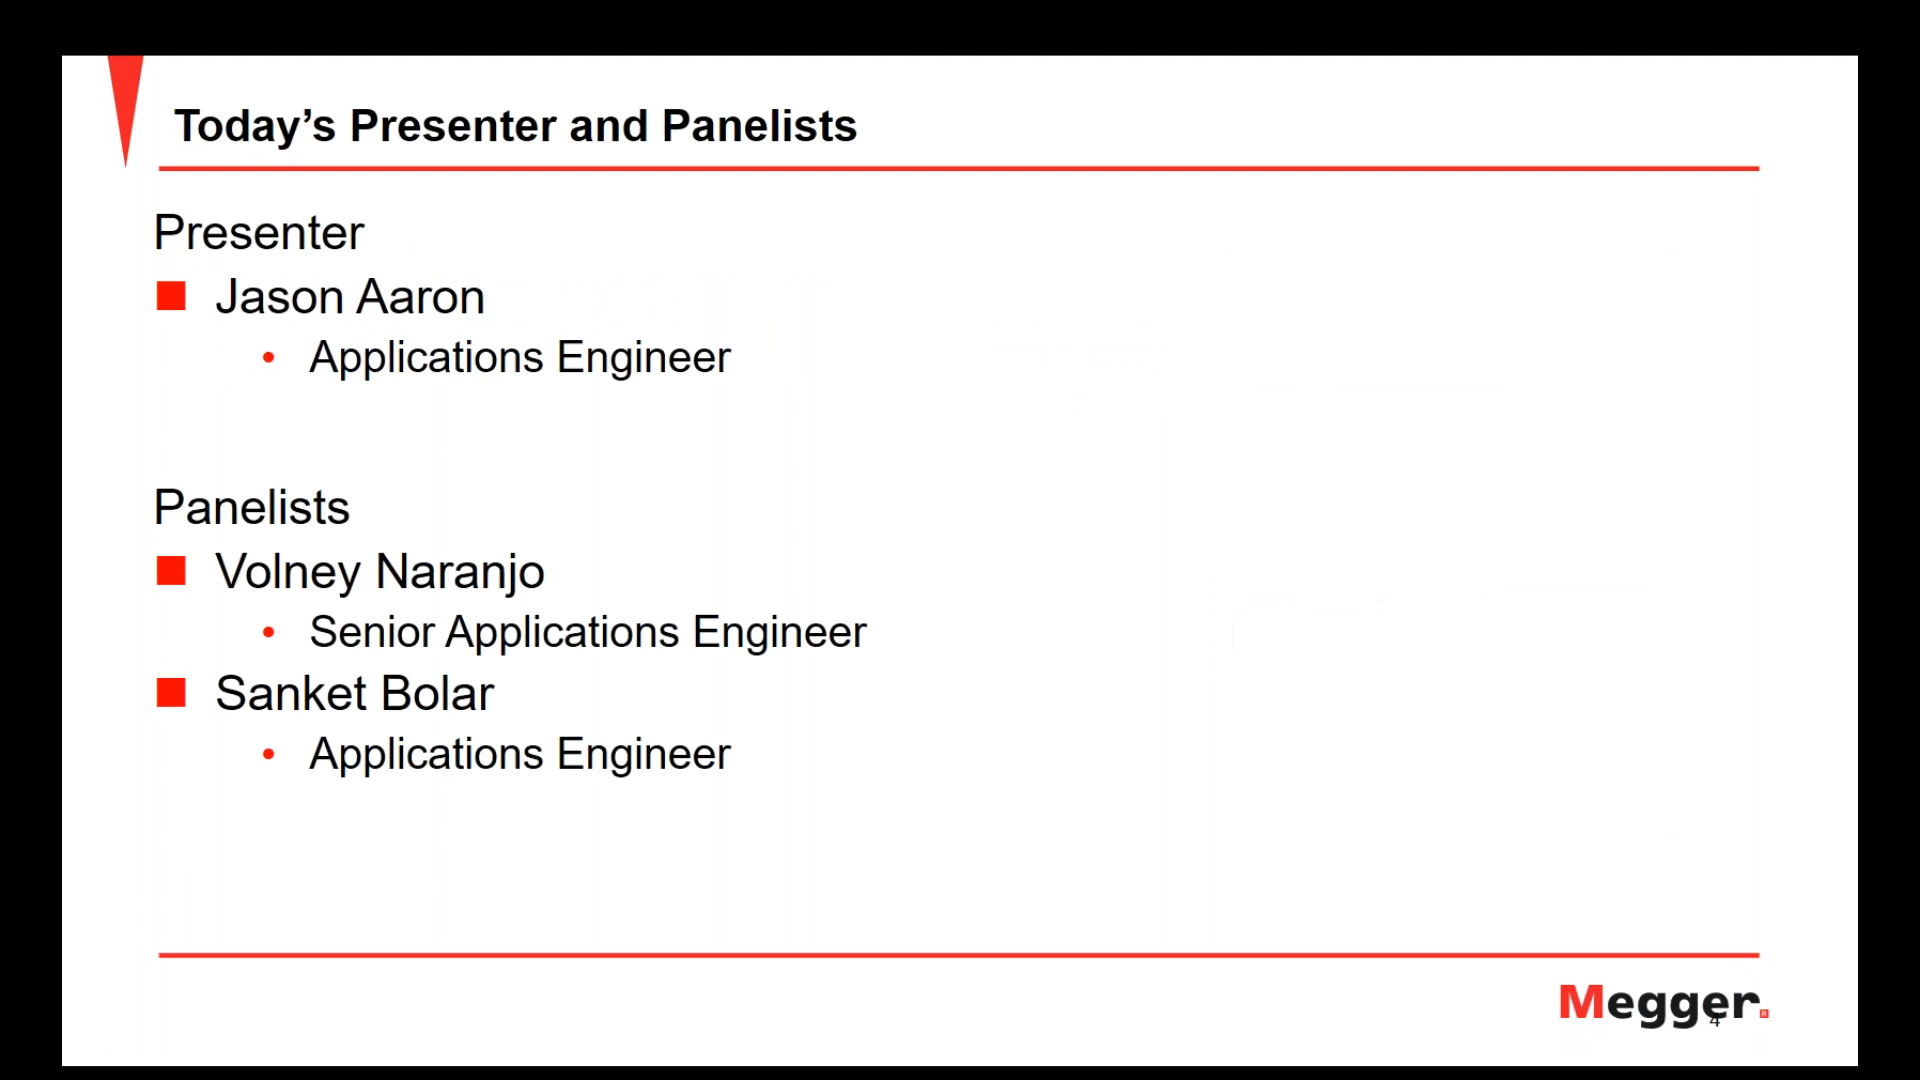 Today’s Presenter and Panelists
Presenter
Jason Aaron
Applications Engineer
Panelists
Volney Naranjo
Senior Applications Engineer
Sanket Bolar
Applications Engineer
Megger.
4